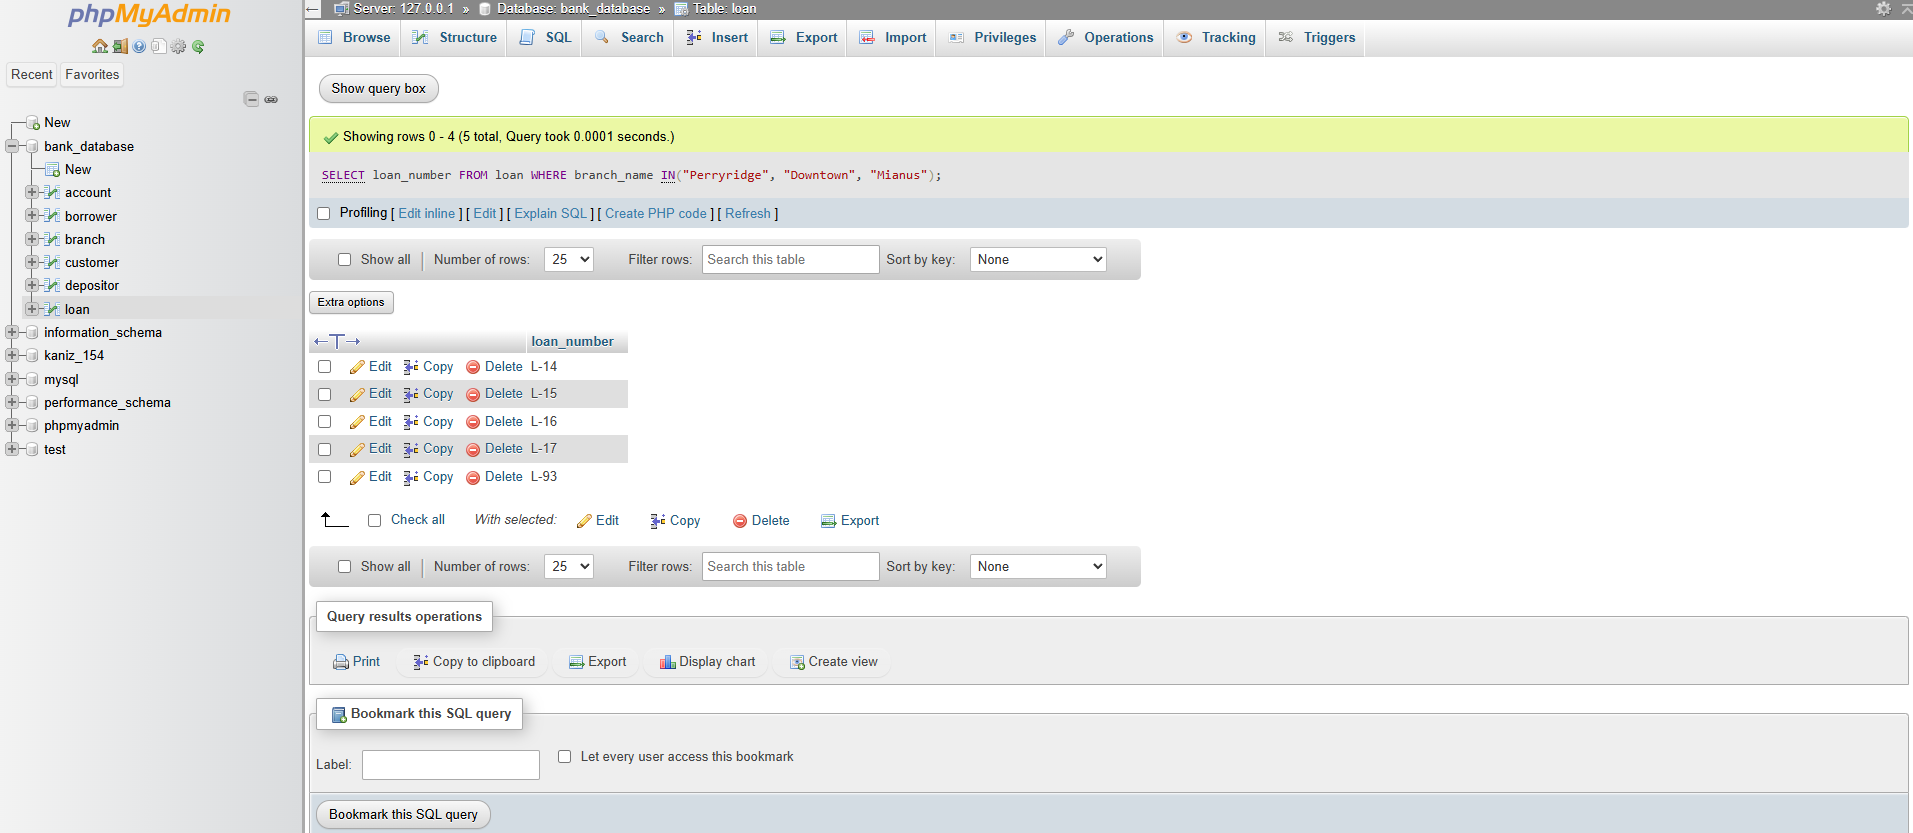 phpMyAdmin
Recent Favorites
New
bank_database
New
account
borrower
branch
customer
depositor
loan
information_schema
kaniz_154
mysql
performance_schema
phpmyadmin
test
Server: 127.0.0.1 » Database: bank_database » Table: loan
Browse Structure SQL Search Insert Export Import Privileges Operations Tracking Triggers
Show query box
Showing rows 0 - 4 (5 total, Query took 0.0001 seconds.)
SELECT loan_number FROM loan WHERE branch_name IN("Perryridge", "Downtown", "Mianus");
Profiling [ Edit inline ] [ Edit ] [ Explain SQL ] [ Create PHP code ] [ Refresh ]
Show all | Number of rows: 25 Filter rows: Search this table Sort by key: None
Extra options
←T→ loan_number
Edit Copy Delete L-14
Edit Copy Delete L-15
Edit Copy Delete L-16
Edit Copy Delete L-17
Edit Copy Delete L-93
Check all With selected: Edit Copy Delete Export
Show all | Number of rows: 25 Filter rows: Search this table Sort by key: None
Query results operations
Print Copy to clipboard Export Display chart Create view
Bookmark this SQL query
Label: Let every user access this bookmark
Bookmark this SQL query